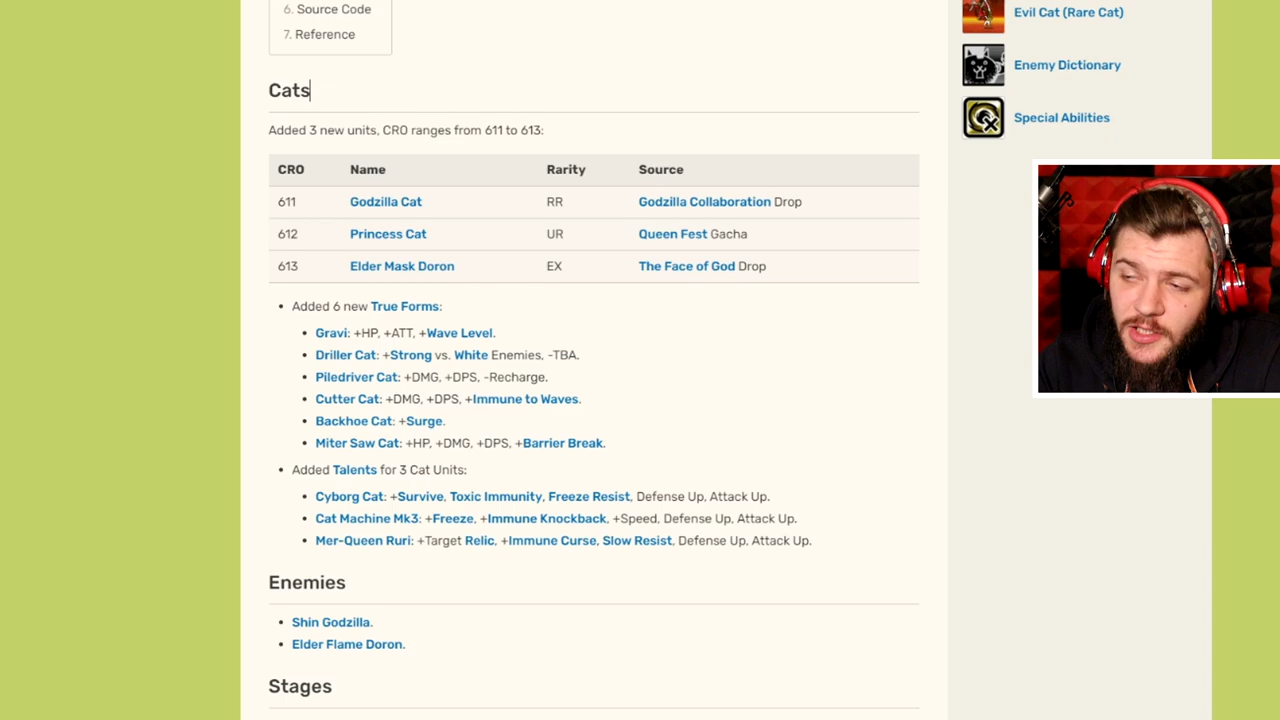 6. Source Code
7. Reference
Cats
Added 3 new units, CRO ranges from 611 to 613:
CRO Name Rarity Source
611 Godzilla Cat RR Godzilla Collaboration Drop
612 Princess Cat UR Queen Fest Gacha
613 Elder Mask Doron EX The Face of God Drop
• Added 6 new True Forms:
• Gravi: +HP, +ATT, +Wave Level.
• Driller Cat: +Strong vs. White Enemies, -TBA.
• Piledriver Cat: +DMG, +DPS, -Recharge.
• Cutter Cat: +DMG, +DPS, +Immune to Waves.
• Backhoe Cat: +Surge.
• Miter Saw Cat: +HP, +DMG, +DPS, +Barrier Break.
• Added Talents for 3 Cat Units:
• Cyborg Cat: +Survive, Toxic Immunity, Freeze Resist, Defense Up, Attack Up.
• Cat Machine Mk3: +Freeze, +Immune Knockback, +Speed, Defense Up, Attack Up.
• Mer-Queen Ruri: +Target Relic, +Immune Curse, Slow Resist, Defense Up, Attack Up.
Enemies
• Shin Godzilla.
• Elder Flame Doron.
Stages
Evil Cat (Rare Cat)
Enemy Dictionary
Special Abilities